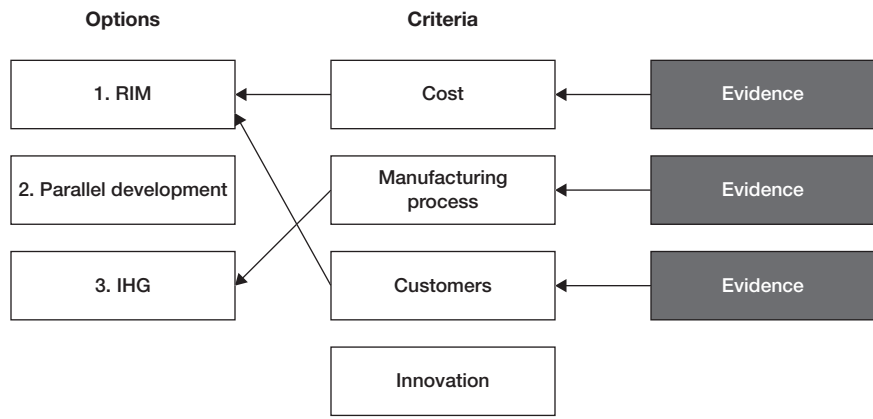 Options Criteria
1. RIM Cost Evidence
2. Parallel development Manufacturing
process Evidence
3. IHG Customers Evidence
Innovation